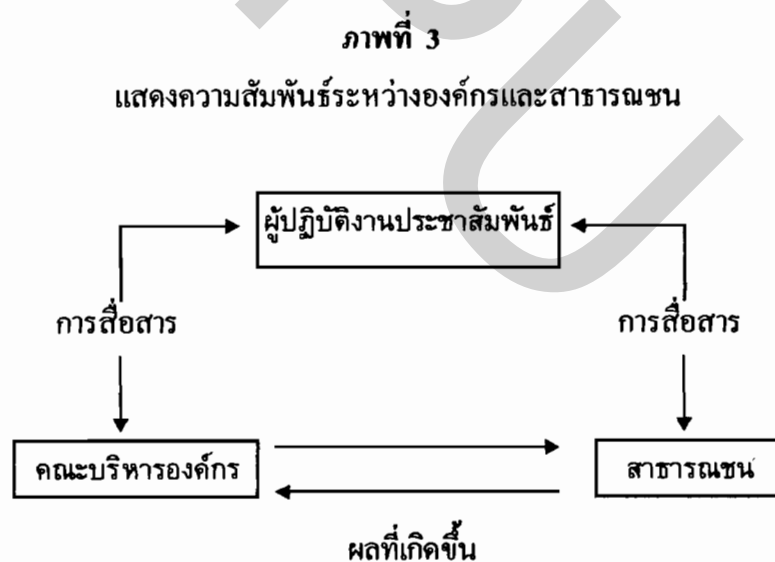 ภาพที่ 3
แสดงความสัมพันธ์ระหว่างองค์กรและสาธารณชน
ผู้ปฏิบัติงานประชาสัมพันธ์
การสื่อสาร
การสื่อสาร
คณะบริหารองค์กร
สาธารณชน
ผลที่เกิดขึ้น